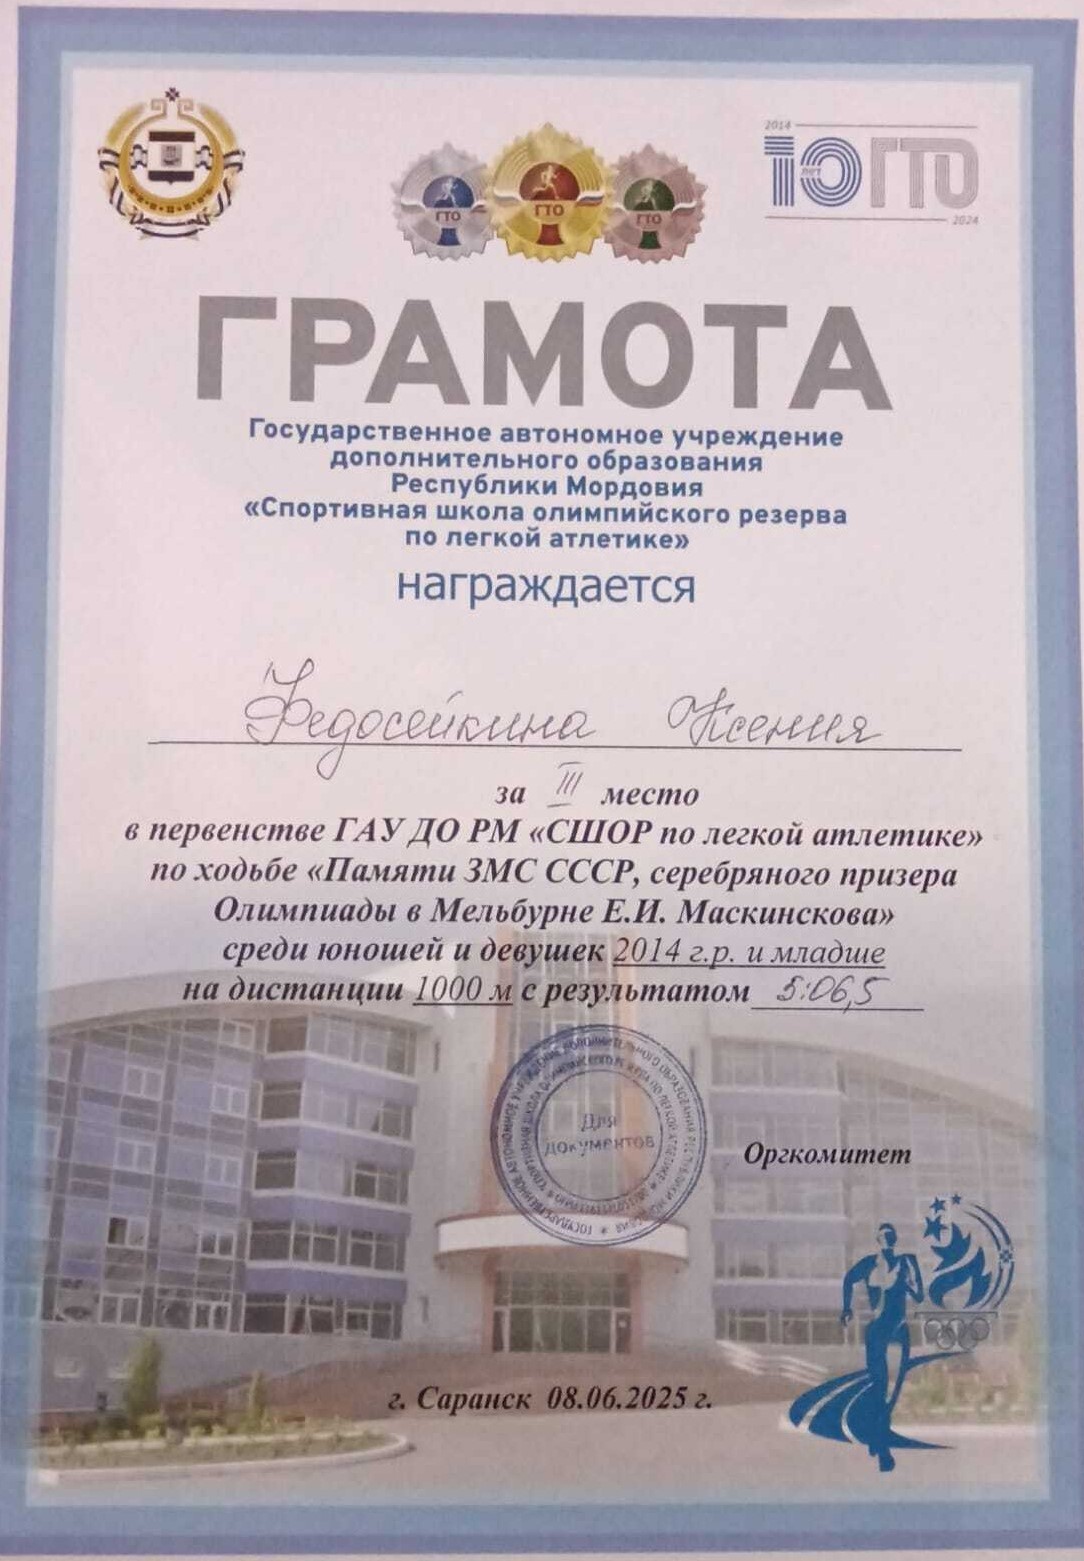 2014
10 лет ГТО
2024
ГТО ГТО ГТО
ГРАМОТА
Государственное автономное учреждение
дополнительного образования
Республики Мордовия
«Спортивная школа олимпийского резерва
по легкой атлетике»
награждается
Федосейкина Ксения
за III место
в первенстве ГАУ ДО РМ «СШОР по легкой атлетике»
по ходьбе «Памяти ЗМС СССР, серебряного призера
Олимпиады в Мельбурне Е.И. Маскинскова»
среди юношей и девушек 2014 г.р. и младше
на дистанции 1000 м с результатом 5:06,5
Для
документов
Оргкомитет
г. Саранск 08.06.2025 г.